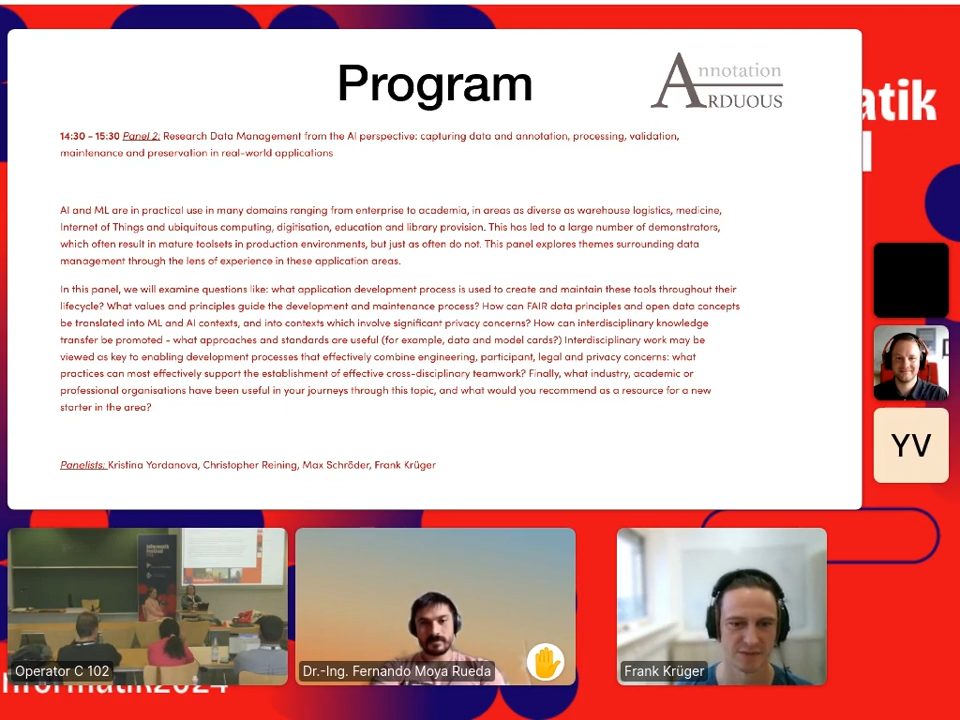 Program
Annotation
ARDUOUS
atik
14:30 - 15:30 Panel 2: Research Data Management from the AI perspective: capturing data and annotation, processing, validation,
maintenance and preservation in real-world applications
AI and ML are in practical use in many domains ranging from enterprise to academia, in areas as diverse as warehouse logistics, medicine,
Internet of Things and ubiquitous computing, digitisation, education and library provision. This has led to a large number of demonstrators,
which often result in mature toolsets in production environments, but just as often do not. This panel explores themes surrounding data
management through the lens of experience in these application areas.
In this panel, we will examine questions like: what application development process is used to create and maintain these tools throughout their
lifecycle? What values and principles guide the development and maintenance process? How can FAIR data principles and open data concepts
be translated into ML and AI contexts, and into contexts which involve significant privacy concerns? How can interdisciplinary knowledge
transfer be promoted - what approaches and standards are useful (for example, data and model cards?) Interdisciplinary work may be
viewed as key to enabling development processes that effectively combine engineering, participant, legal and privacy concerns: what
practices can most effectively support the establishment of effective cross-disciplinary teamwork? Finally, what industry, academic or
professional organisations have been useful in your journeys through this topic, and what would you recommend as a resource for a new
starter in the area?
Panelists: Kristina Yordanova, Christopher Reining, Max Schröder, Frank Krüger
YV
Operator C 102
Dr.-Ing. Fernando Moya Rueda
Frank Krüger